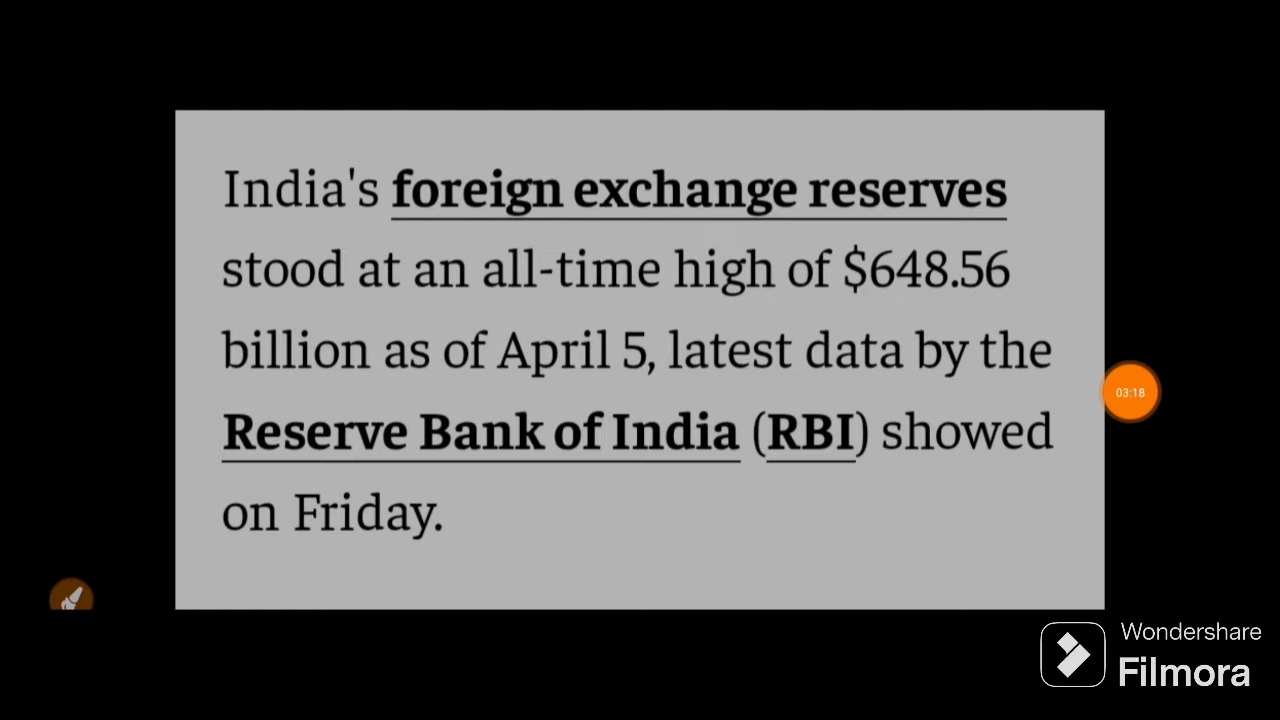 India's foreign exchange reserves
stood at an all-time high of $648.56
billion as of April 5, latest data by the
Reserve Bank of India (RBI) showed
on Friday.
03:18
Wondershare
Filmora